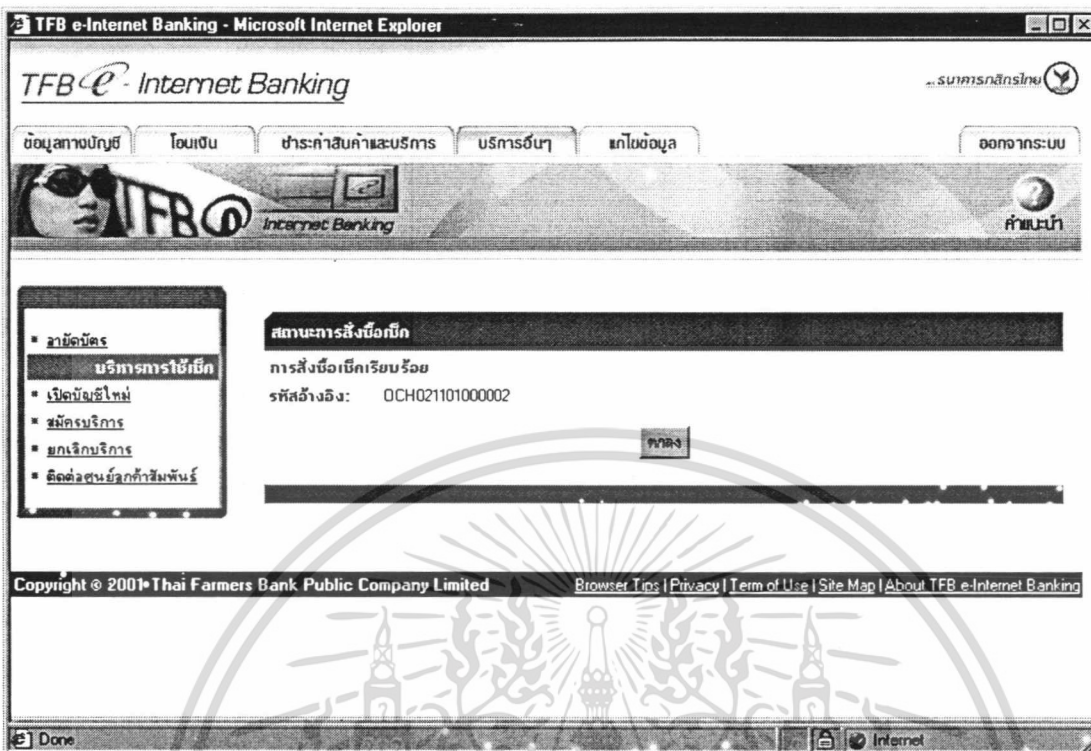 TFB e-Internet Banking - Microsoft Internet Explorer
TFB e - Internet Banking
... ธนาคารกสิกรไทย
ข้อมูลทางบัญชี โอนเงิน ชำระค่าสินค้าและบริการ บริการอื่นๆ แก้ไขข้อมูล ออกจากระบบ
TFB e
Internet Banking
คำแนะนำ
อายัดบัตร
บริการการใช้เช็ค
เปิดบัญชีใหม่
สมัครบริการ
ยกเลิกบริการ
ติดต่อศูนย์ลูกค้าสัมพันธ์
สถานะการสั่งซื้อเช็ก
การสั่งซื้อเช็กเรียบร้อย
รหัสอ้างอิง: OCH021101000002
ตกลง
Copyright © 2001 Thai Farmers Bank Public Company Limited Browser Tips | Privacy | Term of Use | Site Map | About TFB e-Internet Banking
Done Internet